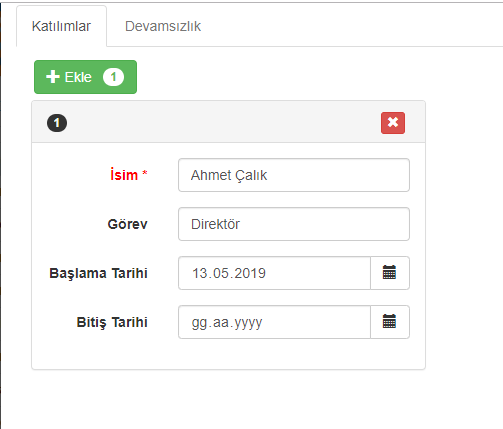 Katılımlar Devamsızlık
Ekle 1
1
İsim * Ahmet Çalık
Görev Direktör
Başlama Tarihi 13.05.2019
Bitiş Tarihi gg.aa.yyyy